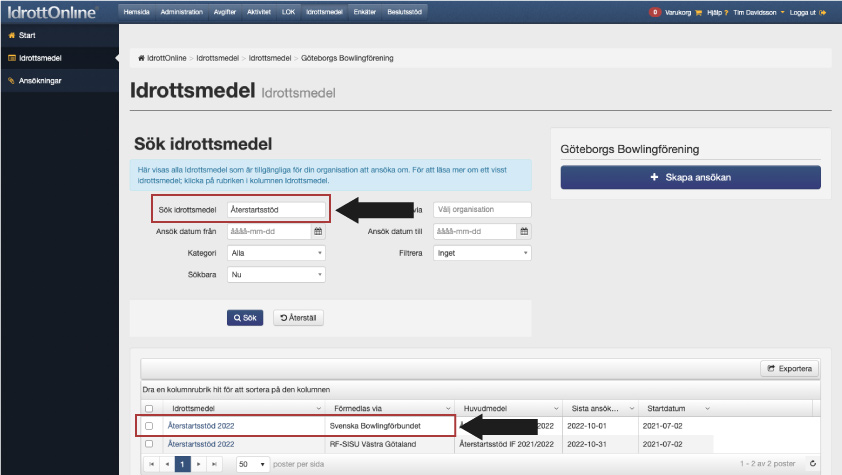 IdrottOnline Hemsida Administration Avgifter Aktivitet LOK Idrottsmedel Enkäter Beslutsstöd 0 Varukorg Hjälp ? Tim Davidsson Logga ut
Start
Idrottsmedel
Ansökningar
IdrottOnline > Idrottsmedel > Idrottsmedel > Göteborgs Bowlingförening
Idrottsmedel Idrottsmedel
Sök idrottsmedel
Här visas alla Idrottsmedel som är tillgängliga för din organisation att ansöka om. För att läsa mer om ett visst
idrottsmedel; klicka på rubriken i kolumnen Idrottsmedel.
Göteborgs Bowlingförening
+ Skapa ansökan
Sök idrottsmedel Återstartsstöd via Välj organisation
Ansök datum från åååå-mm-dd Ansök datum till åååå-mm-dd
Kategori Alla Filtrera Inget
Sökbara Nu
Sök Återställ
Exportera
Dra en kolumnrubrik hit för att sortera på den kolumnen
Idrottsmedel Förmedlas via Huvudmedel Sista ansök... Startdatum
Återstartsstöd 2022 Svenska Bowlingförbundet 2022 2022-10-01 2021-07-02
Återstartsstöd 2022 RF-SISU Västra Götaland Återstartsstöd IF 2021/2022 2022-10-31 2021-07-02
1 50 poster per sida 1 - 2 av 2 poster